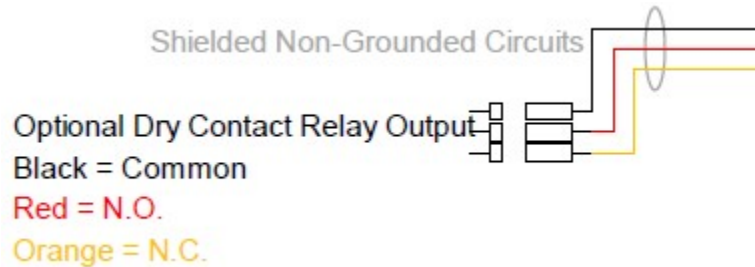 Shielded Non-Grounded Circuits
Optional Dry Contact Relay Output
Black = Common
Red = N.O.
Orange = N.C.